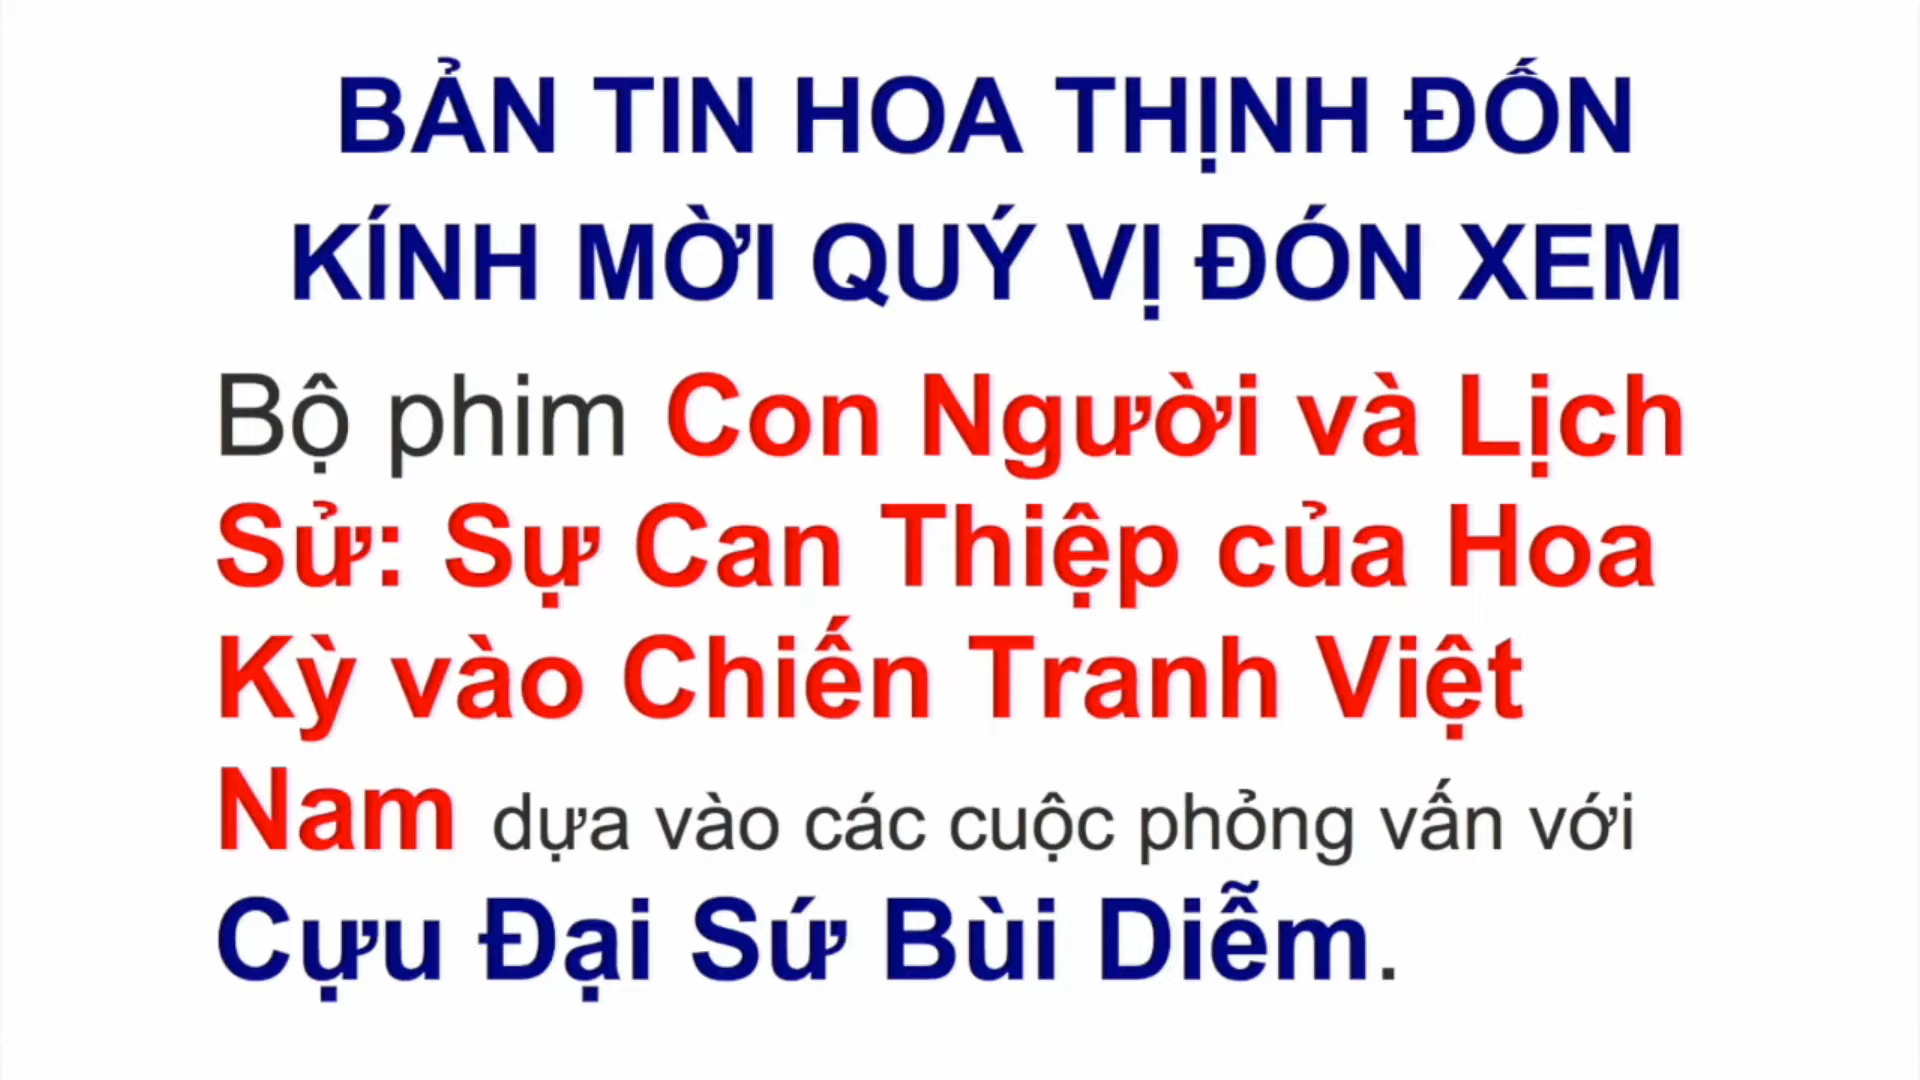 BẢN TIN HOA THỊNH ĐỐN
KÍNH MỜI QUÝ VỊ ĐÓN XEM
Bộ phim Con Người và Lịch
Sử: Sự Can Thiệp của Hoa
Kỳ vào Chiến Tranh Việt
Nam dựa vào các cuộc phỏng vấn với
Cựu Đại Sứ Bùi Diễm.